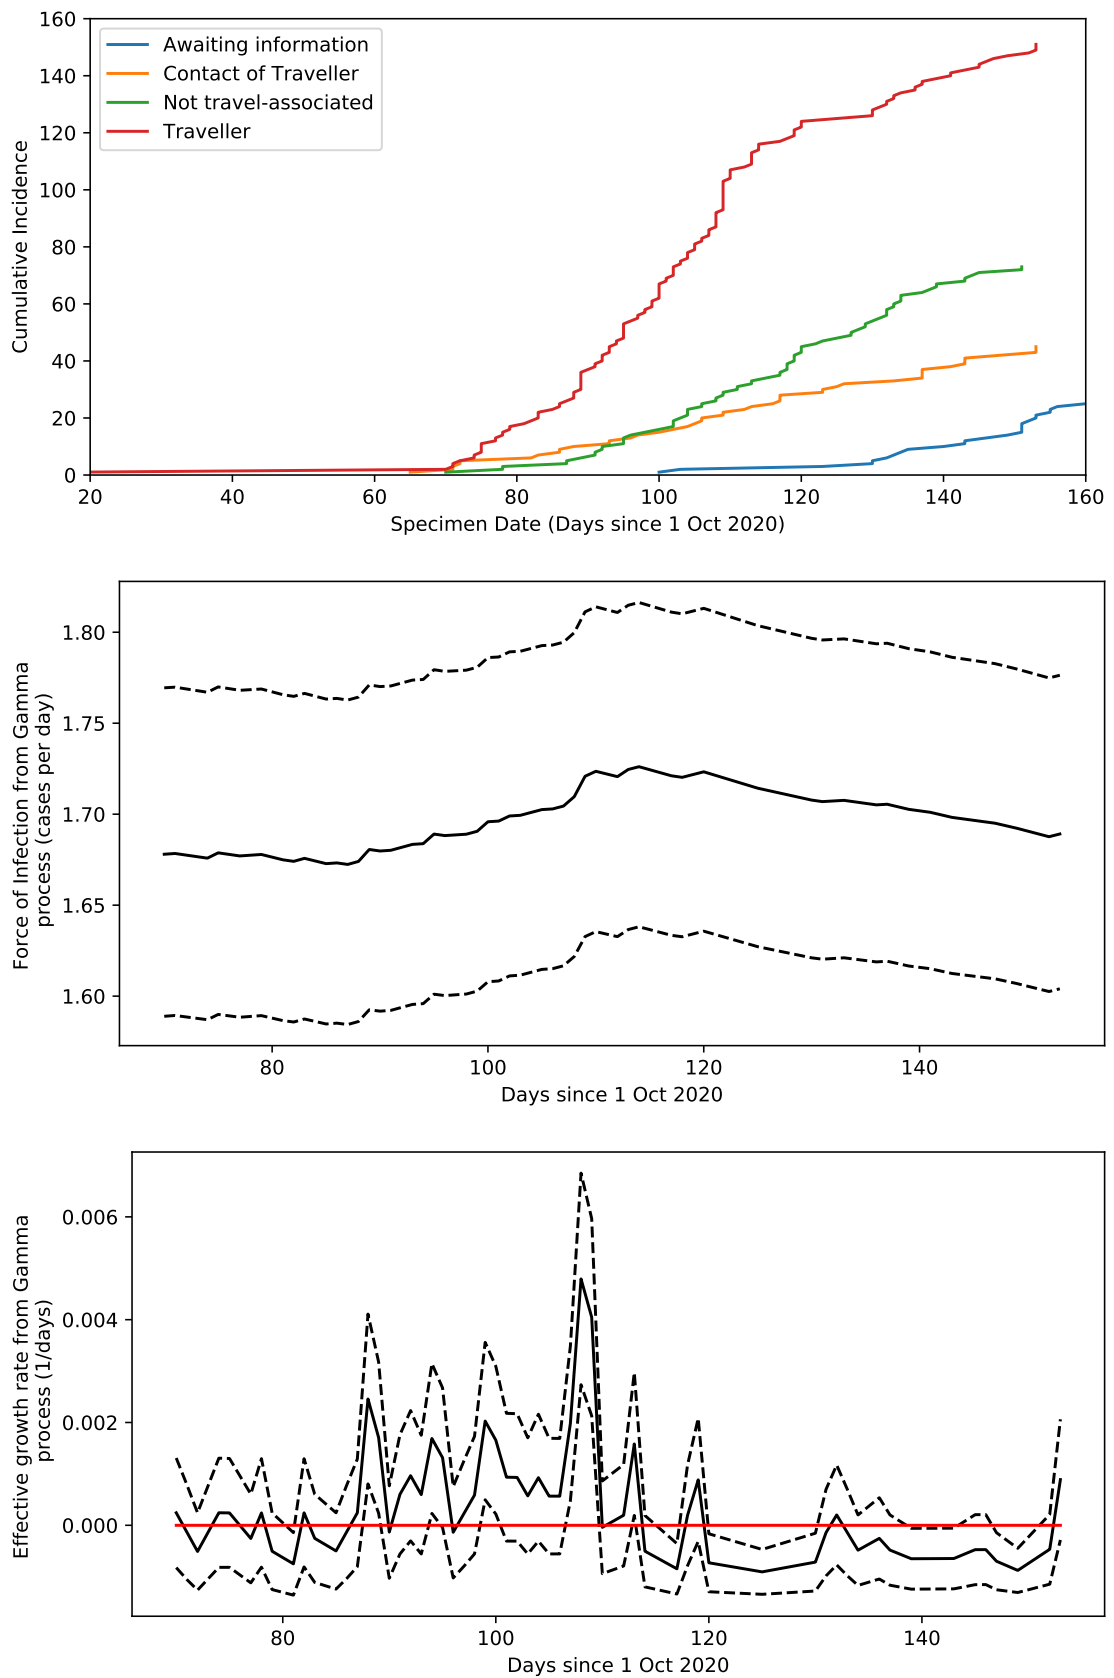 160
140
120
100
80
60
40
20
0
Cumulative Incidence
Awaiting information
Contact of Traveller
Not travel-associated
Traveller
20 40 60 80 100 120 140 160
Specimen Date (Days since 1 Oct 2020)
1.80
1.75
1.70
1.65
1.60
Force of Infection from Gamma
process (cases per day)
80 100 120 140
Days since 1 Oct 2020
0.006
0.004
0.002
0.000
Effective growth rate from Gamma
process (1/days)
80 100 120 140
Days since 1 Oct 2020